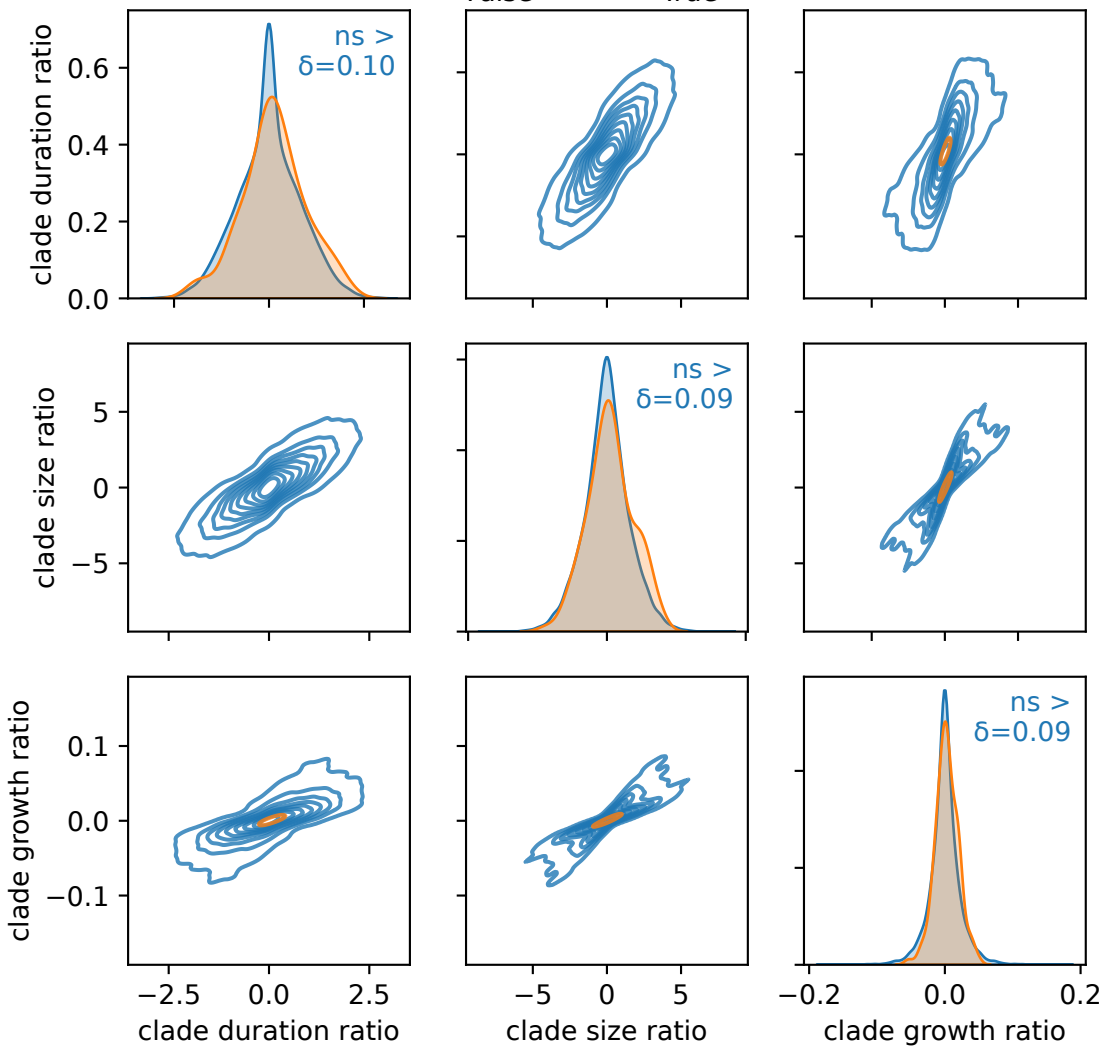 clade duration ratio
0.6
0.4
0.2
0.0
ns >
δ=0.10
−5
0
5
clade size ratio
5
0
−5
ns >
δ=0.09
clade growth ratio
0.1
0.0
−0.1
ns >
δ=0.09
−2.5
0.0
2.5
clade duration ratio
−5
0
5
clade size ratio
−0.2
0.0
0.2
clade growth ratio